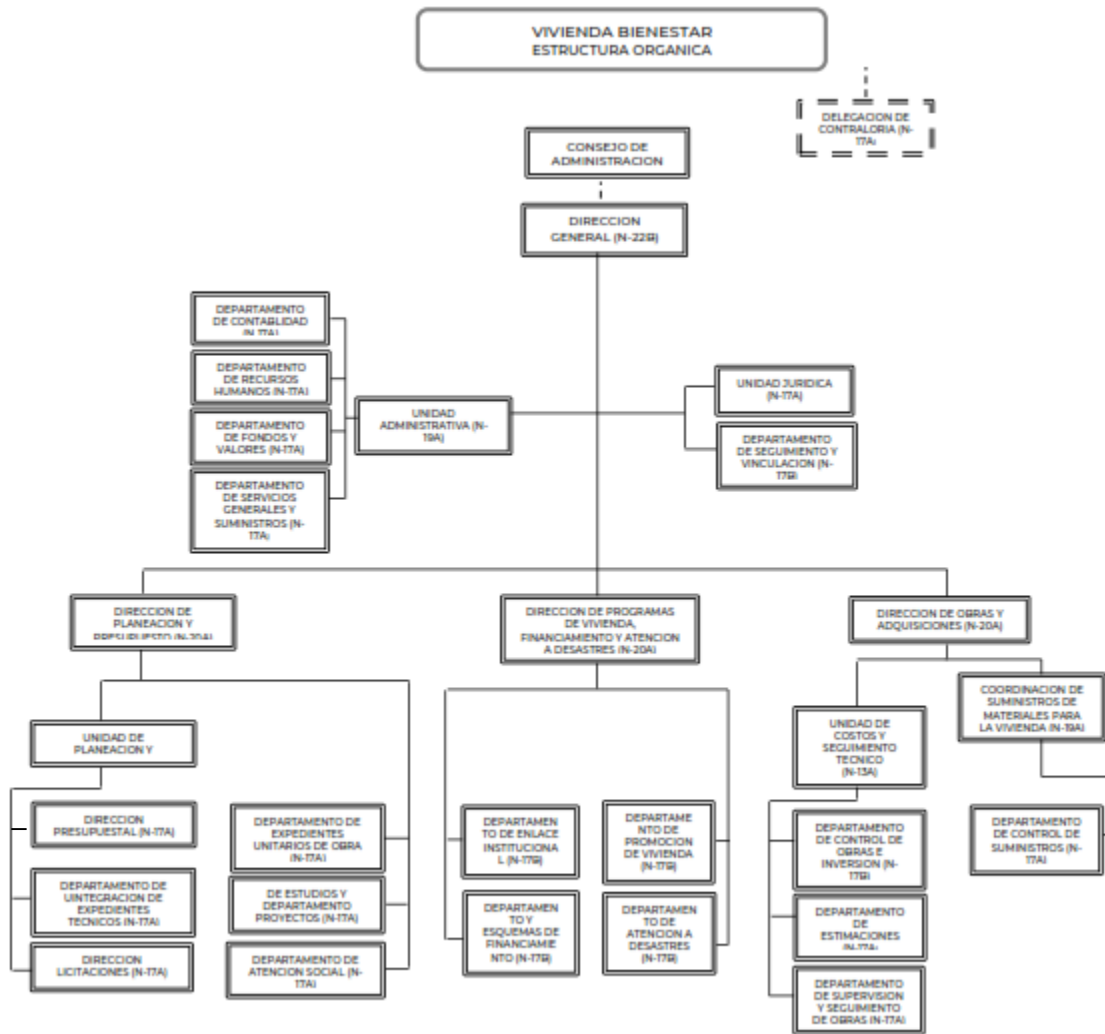 VIVIENDA BIENESTAR
ESTRUCTURA ORGANICA
DELEGACION DE
CONTRALORIA (N-
17A)
CONSEJO DE
ADMINISTRACION
DIRECCION
GENERAL (N-22B)
DEPARTAMENTO
DE CONTABLIDAD
(N-17A)
DEPARTAMENTO
DE RECURSOS
HUMANOS (N-17A)
DEPARTAMENTO
DE FONDOS Y
VALORES (N-17A)
DEPARTAMENTO
DE SERVICIOS
GENERALES Y
SUMINISTROS (N-
17A)
UNIDAD
ADMINISTRATIVA (N-
19A)
UNIDAD JURIDICA
(N-17A)
DEPARTAMENTO
DE SEGUIMIENTO Y
VINCULACION (N-
17B)
DIRECCION DE
PLANEACION Y
PRESUPUESTO (N-20A)
DIRECCION DE PROGRAMAS
DE VIVIENDA,
FINANCIAMIENTO Y ATENCION
A DESASTRES (N-20A)
DIRECCION DE OBRAS Y
ADQUISICIONES (N-20A)
UNIDAD DE
PLANEACION Y
DIRECCION
PRESUPUESTAL (N-17A)
DEPARTAMENTO DE
UINTEGRACION DE
EXPEDIENTES
TECNICOS (N-17A)
DIRECCION
LICITACIONES (N-17A)
DEPARTAMENTO DE
EXPEDIENTES
UNITARIOS DE OBRA
(N-17A)
DE ESTUDIOS Y
DEPARTAMENTO
PROYECTOS (N-17A)
DEPARTAMENTO DE
ATENCION SOCIAL (N-
17A)
DEPARTAMEN
TO DE ENLACE
INSTITUCIONA
L (N-17B)
DEPARTAMEN
TO Y
ESQUEMAS DE
FINANCIAMIE
NTO (N-17B)
DEPARTAME
NTO DE
PROMOCION
DE VIVIENDA
(N-17B)
DEPARTAMEN
TO DE
ATENCION A
DESASTRES
(N-17B)
UNIDAD DE
COSTOS Y
SEGUIMIENTO
TECNICO
(N-13A)
COORDINACION DE
SUMINISTROS DE
MATERIALES PARA
LA VIVIENDA (N-19A)
DEPARTAMENTO
DE CONTROL DE
OBRAS E
INVERSION (N-
17B)
DEPARTAMENTO
DE
ESTIMACIONES
(N-17A)
DEPARTAMENTO
DE SUPERVISION
Y SEGUIMIENTO
DE OBRAS (N-17A)
DEPARTAMENTO
DE CONTROL DE
SUMINISTROS (N-
17A)